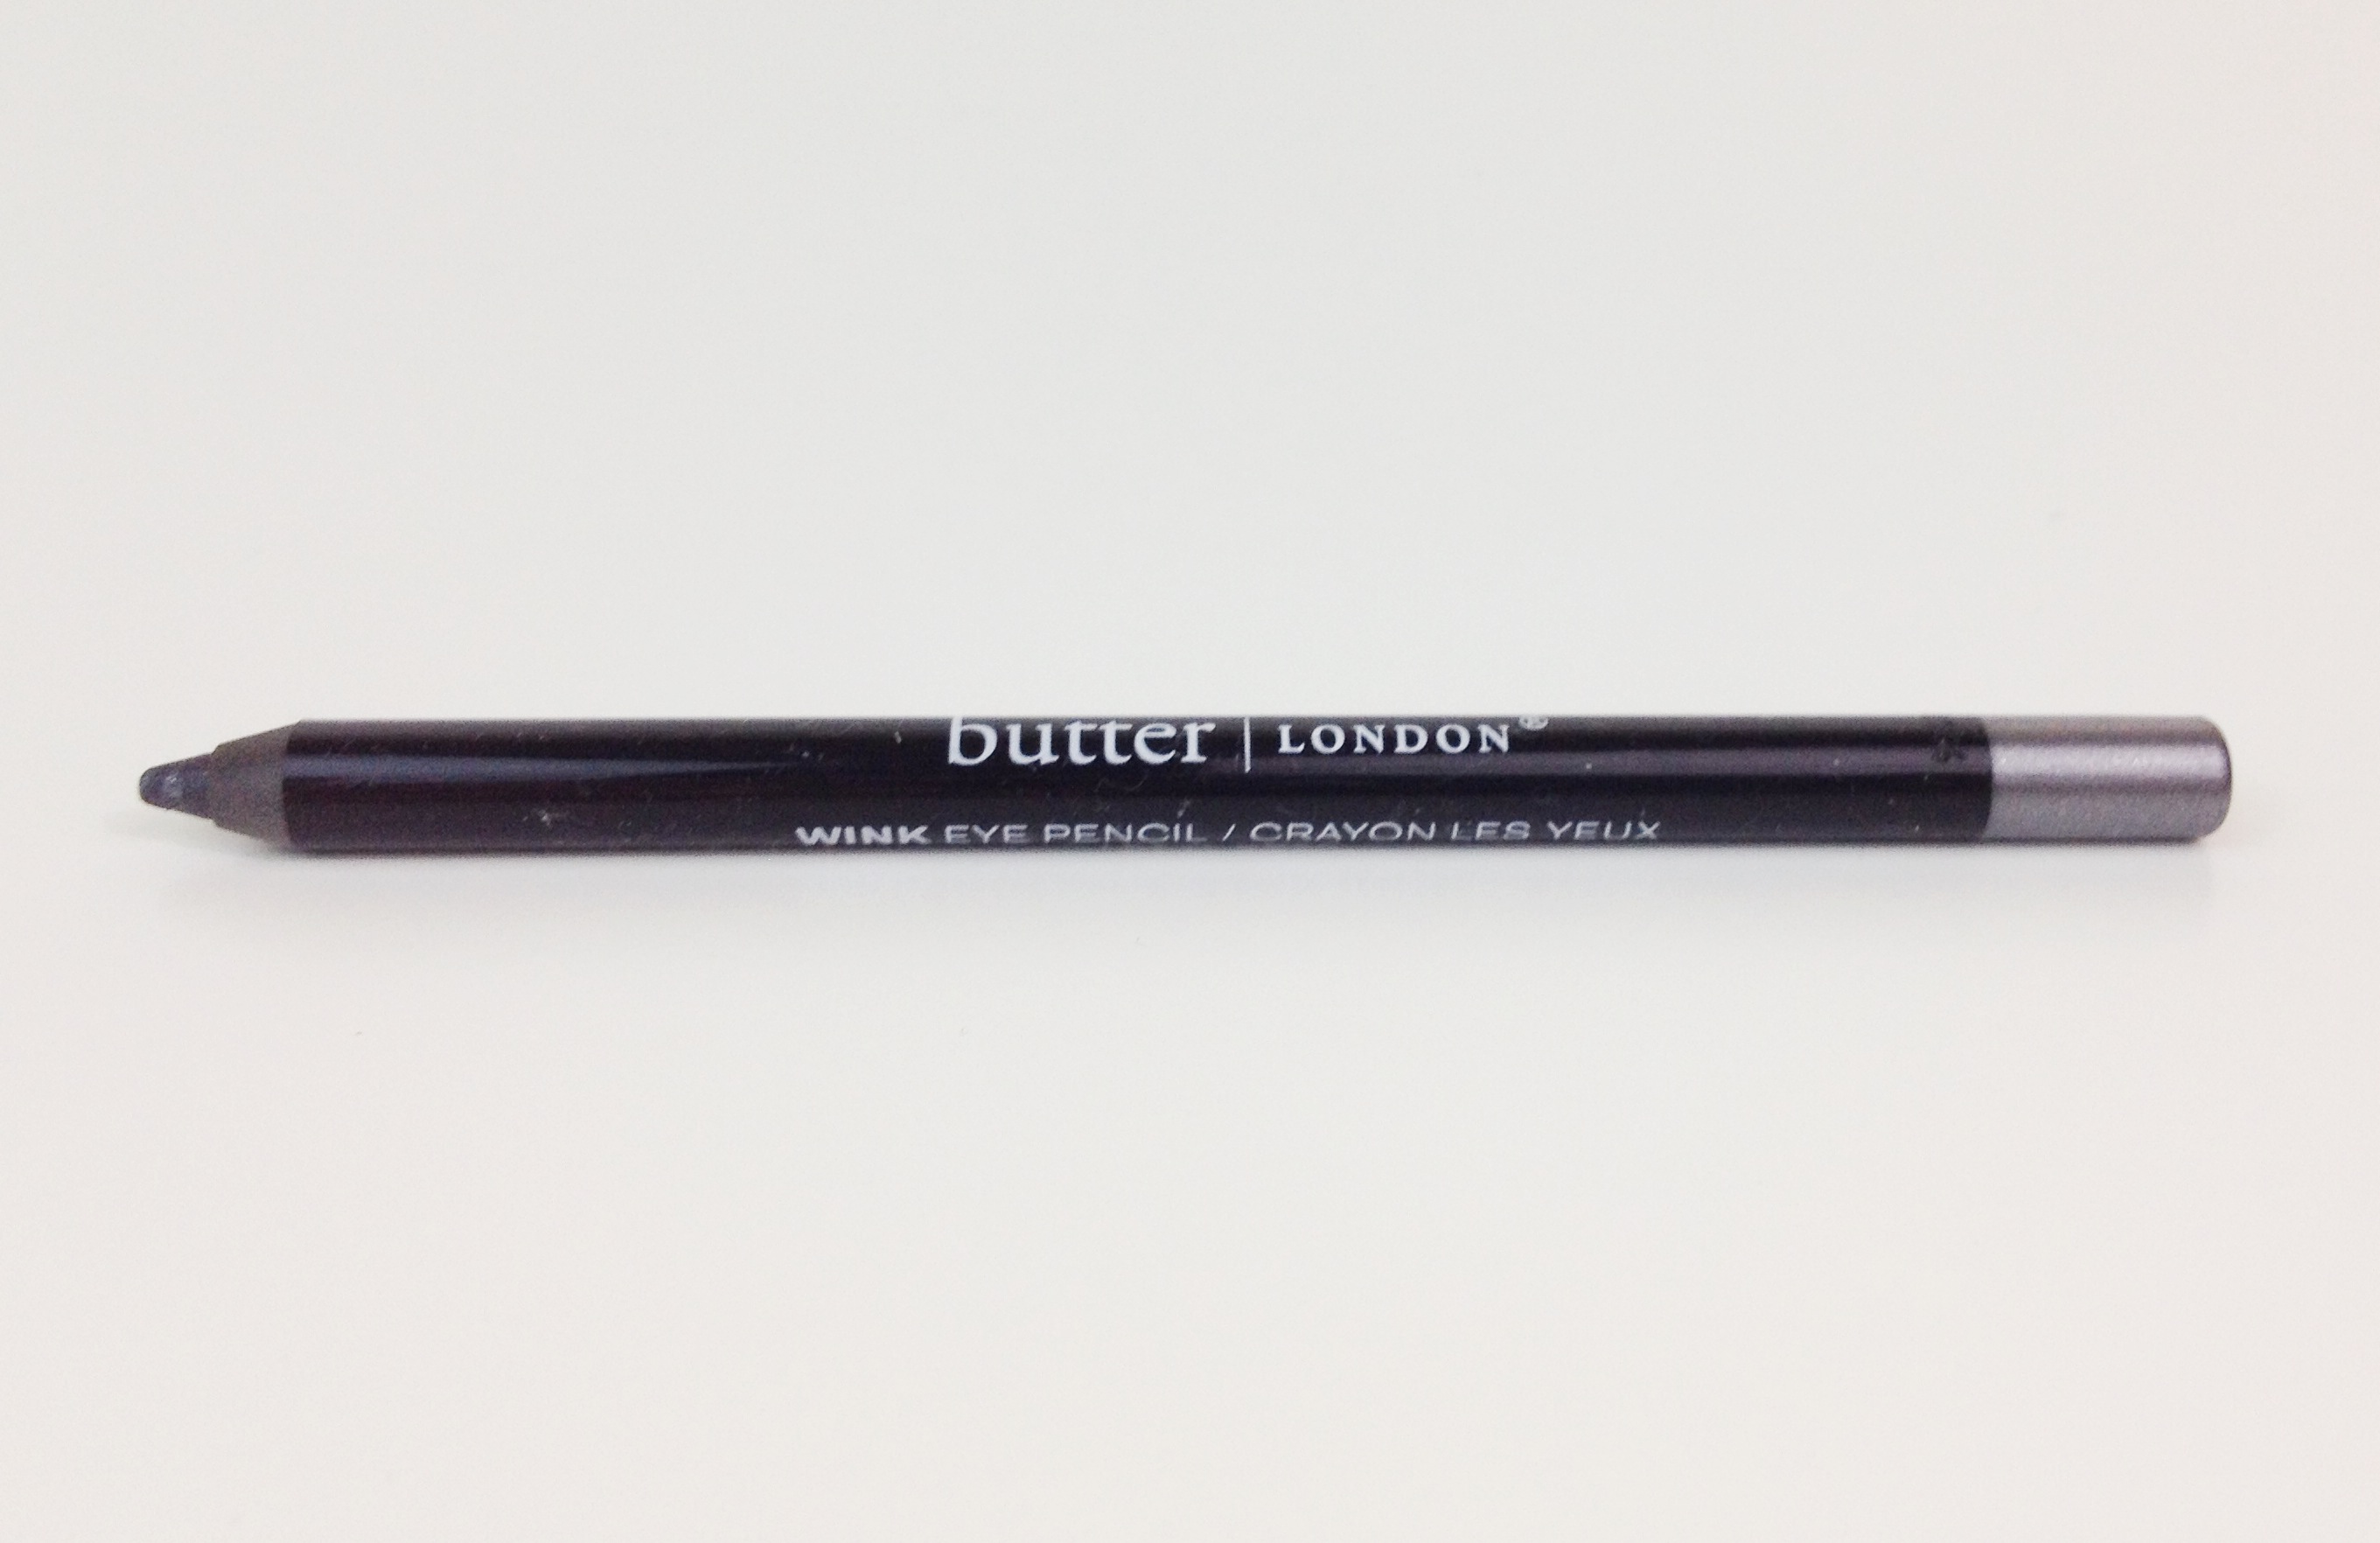 butter | LONDON®
WINK EYE PENCIL / CRAYON LES YEUX